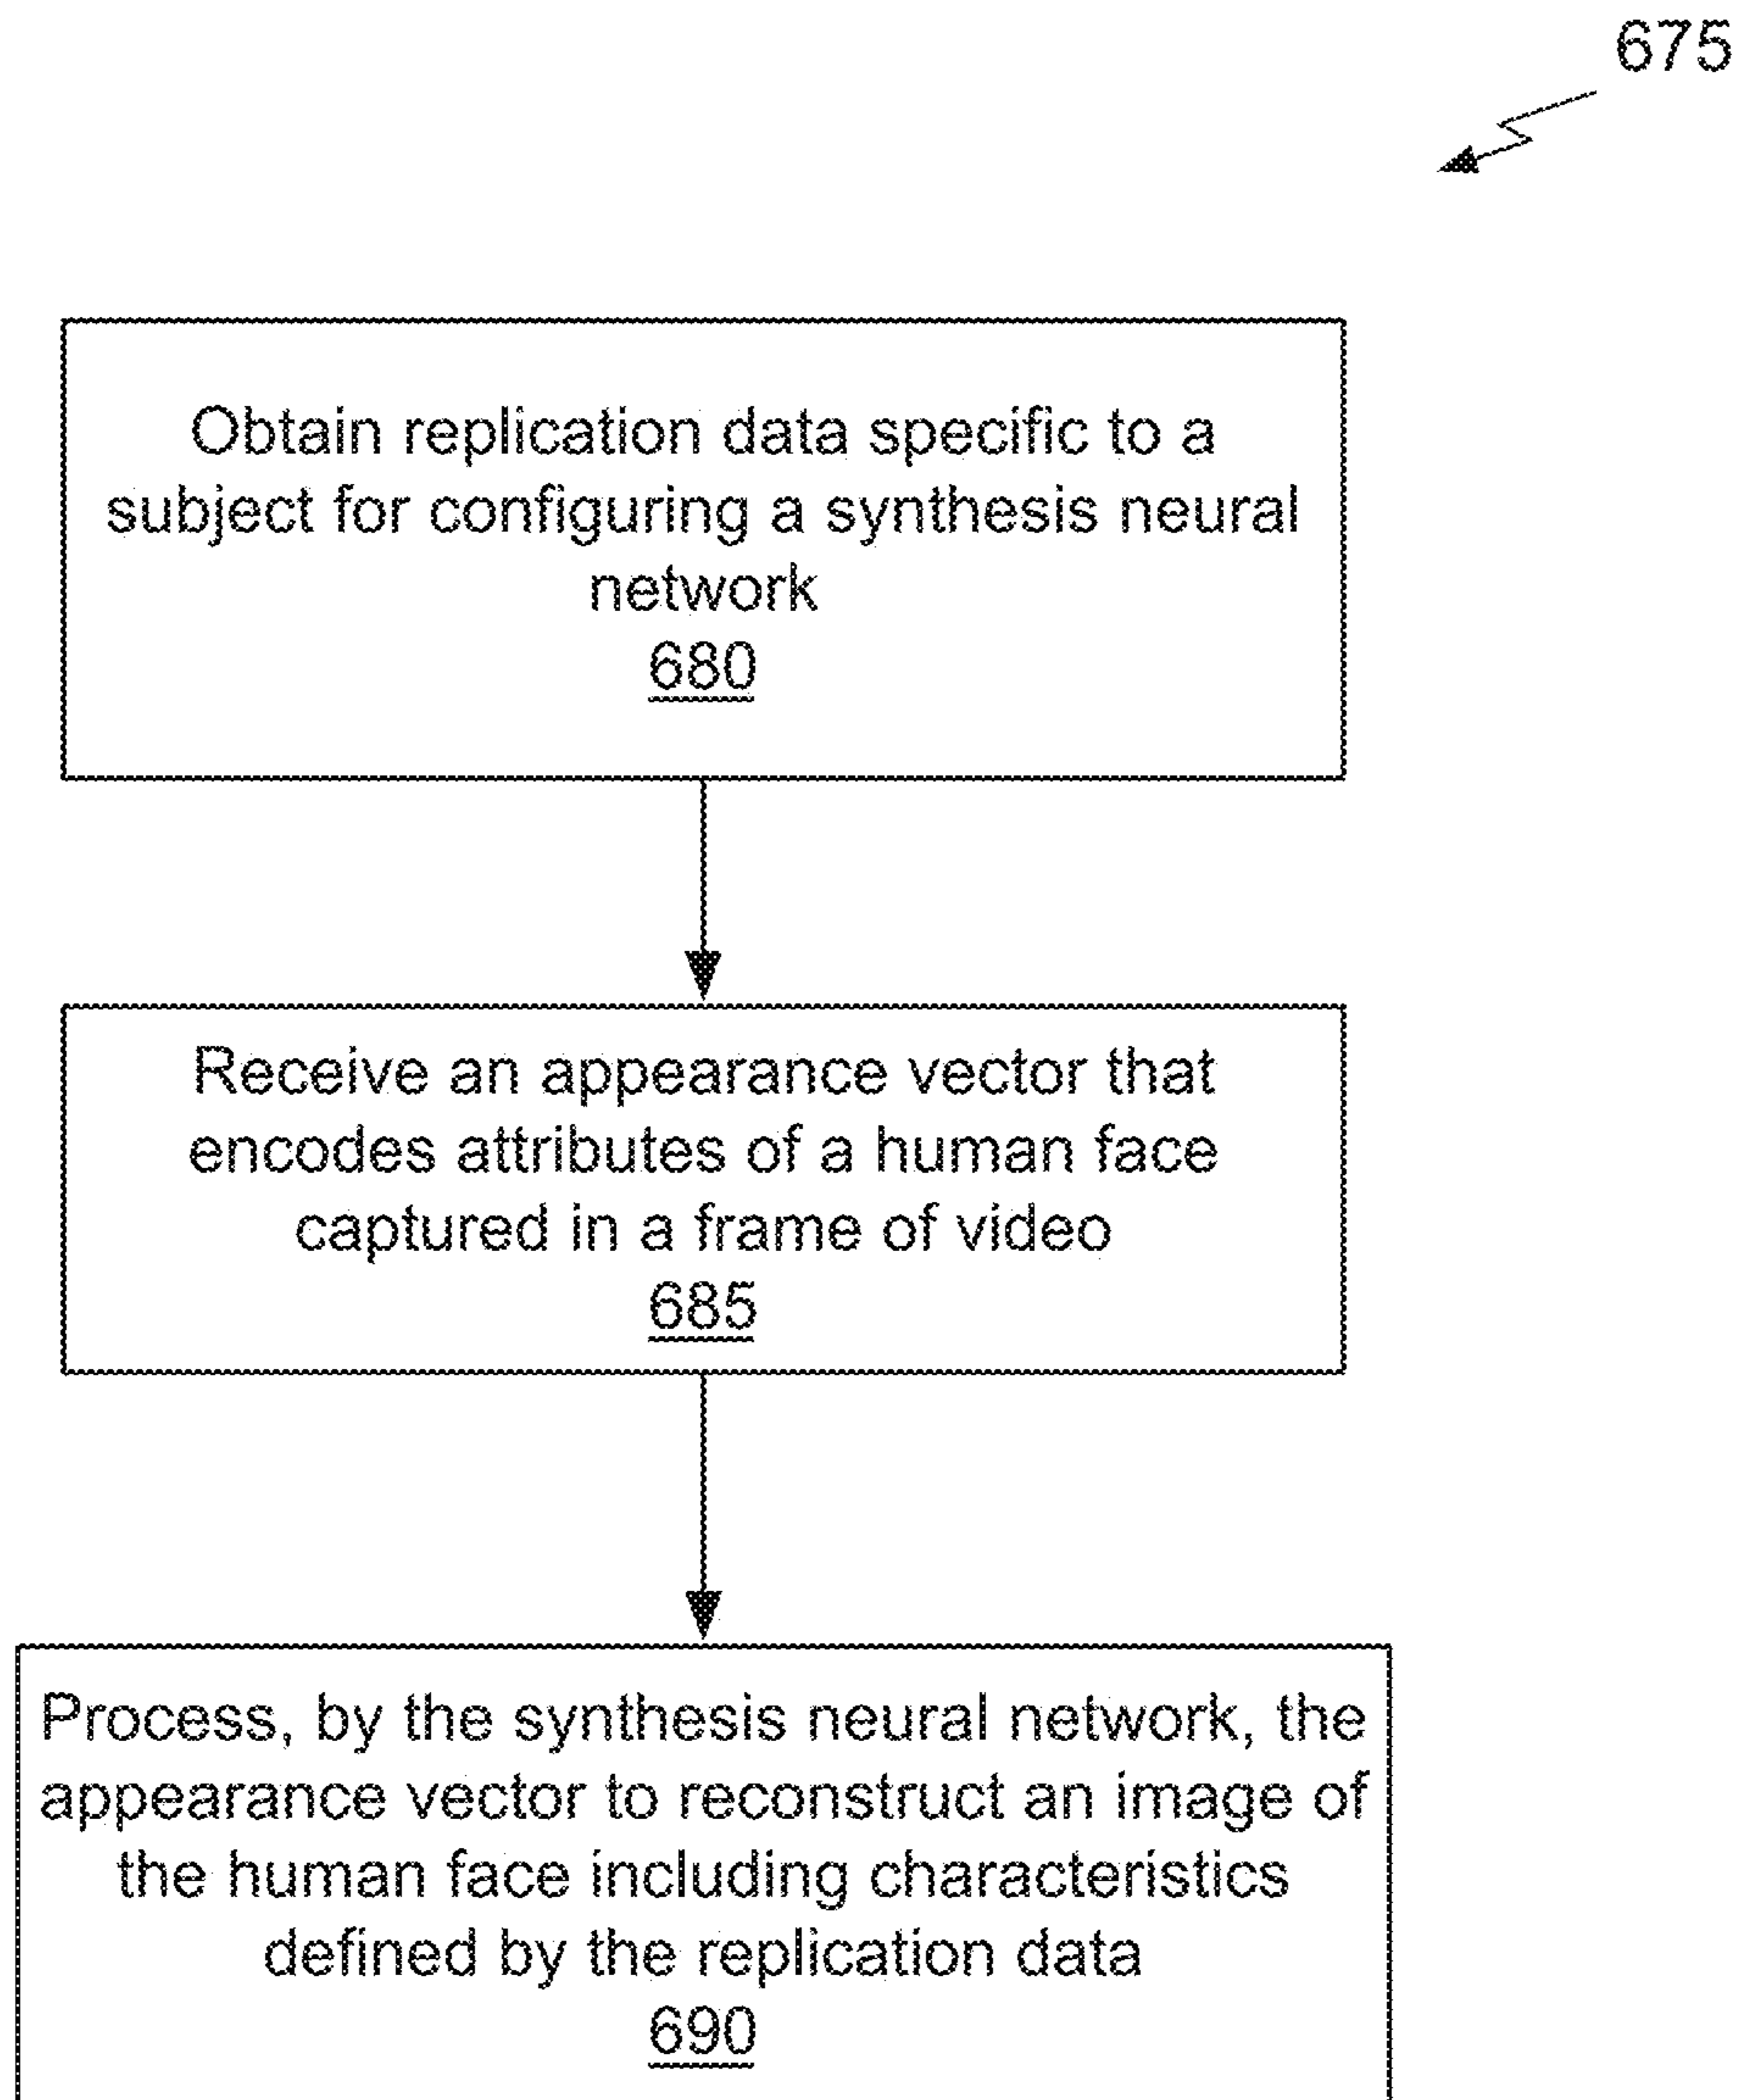 675
Obtain replication data specific to a
subject for configuring a synthesis neural
network
680
Receive an appearance vector that
encodes attributes of a human face
captured in a frame of video
685
Process, by the synthesis neural network, the
appearance vector to reconstruct an image of
the human face including characteristics
defined by the replication data
690